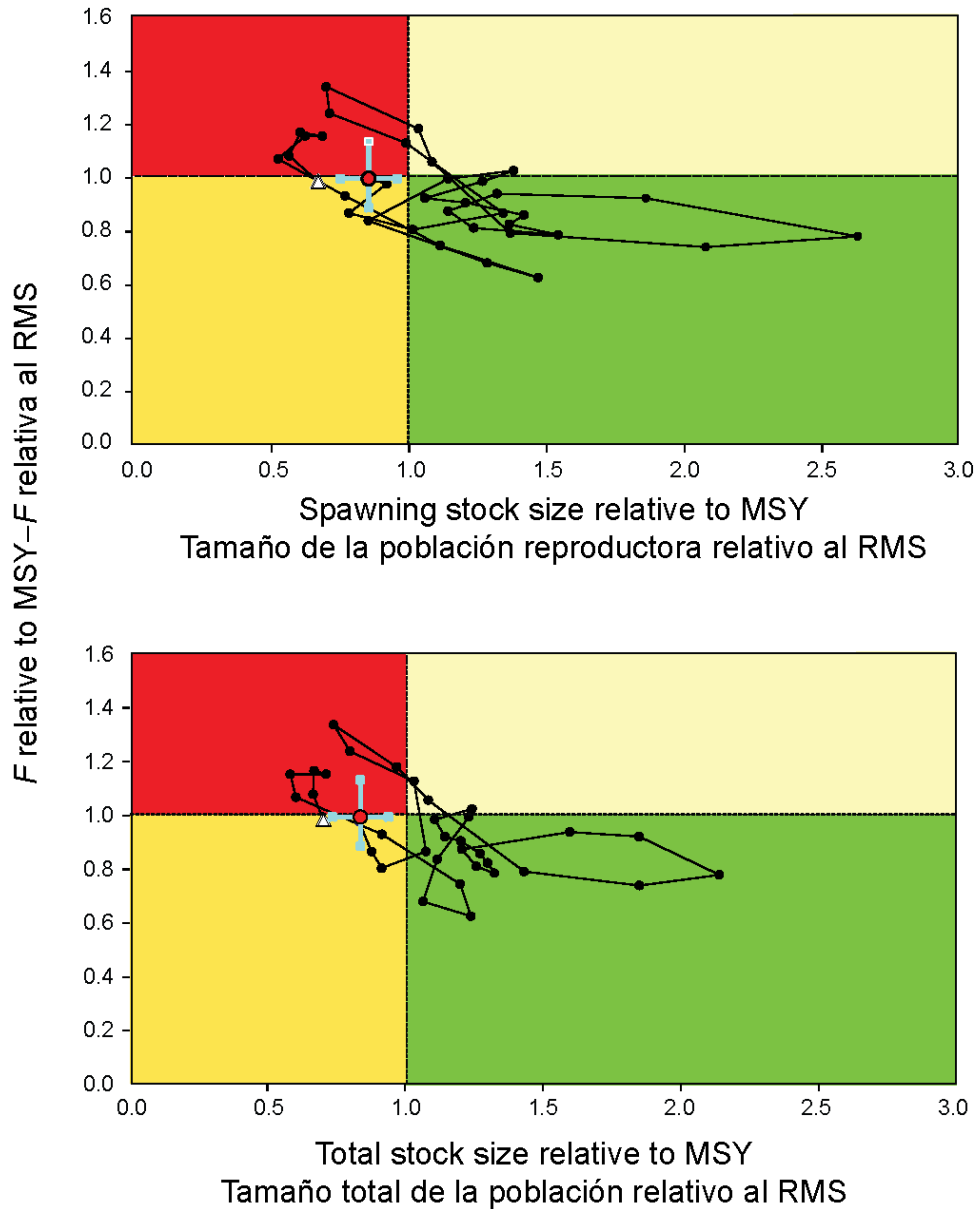 1.6
1.4
1.2
1.0
0.8
0.6
0.4
0.2
0.0
0.0 0.5 1.0 1.5 2.0 2.5 3.0
Spawning stock size relative to MSY
Tamaño de la población reproductora relativo al RMS
F relative to MSY–F relativa al RMS
1.6
1.4
1.2
1.0
0.8
0.6
0.4
0.2
0.0
0.0 0.5 1.0 1.5 2.0 2.5 3.0
Total stock size relative to MSY
Tamaño total de la población relativo al RMS